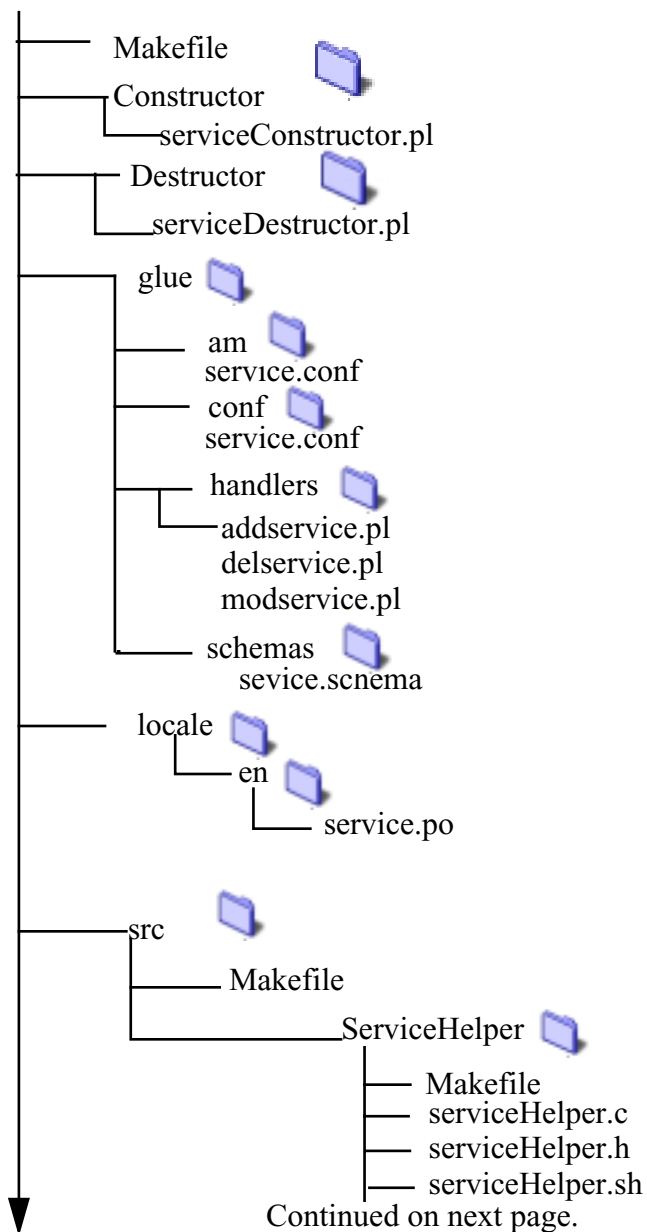 Makefile
Constructor
serviceConstructor.pl
Destructor
serviceDestructor.pl
glue
am
service.conf
conf
service.conf
handlers
addservice.pl
delservice.pl
modservice.pl
schemas
sevice.schema
locale
en
service.po
src
Makefile
ServiceHelper
Makefile
serviceHelper.c
serviceHelper.h
serviceHelper.sh
Continued on next page.